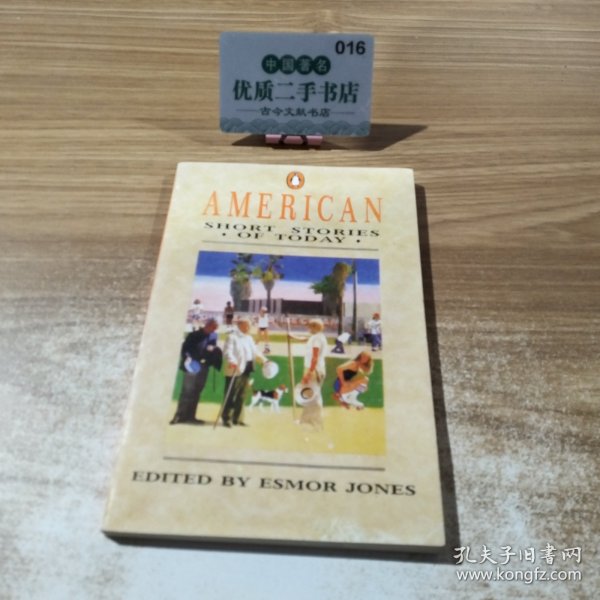 016
中国著名
优质二手书店
古今文献书店
AMERICAN
SHORT STORIES
· OF TODAY ·
EDITED BY ESMOR JONES
孔夫子旧书网
www.kongfz.com